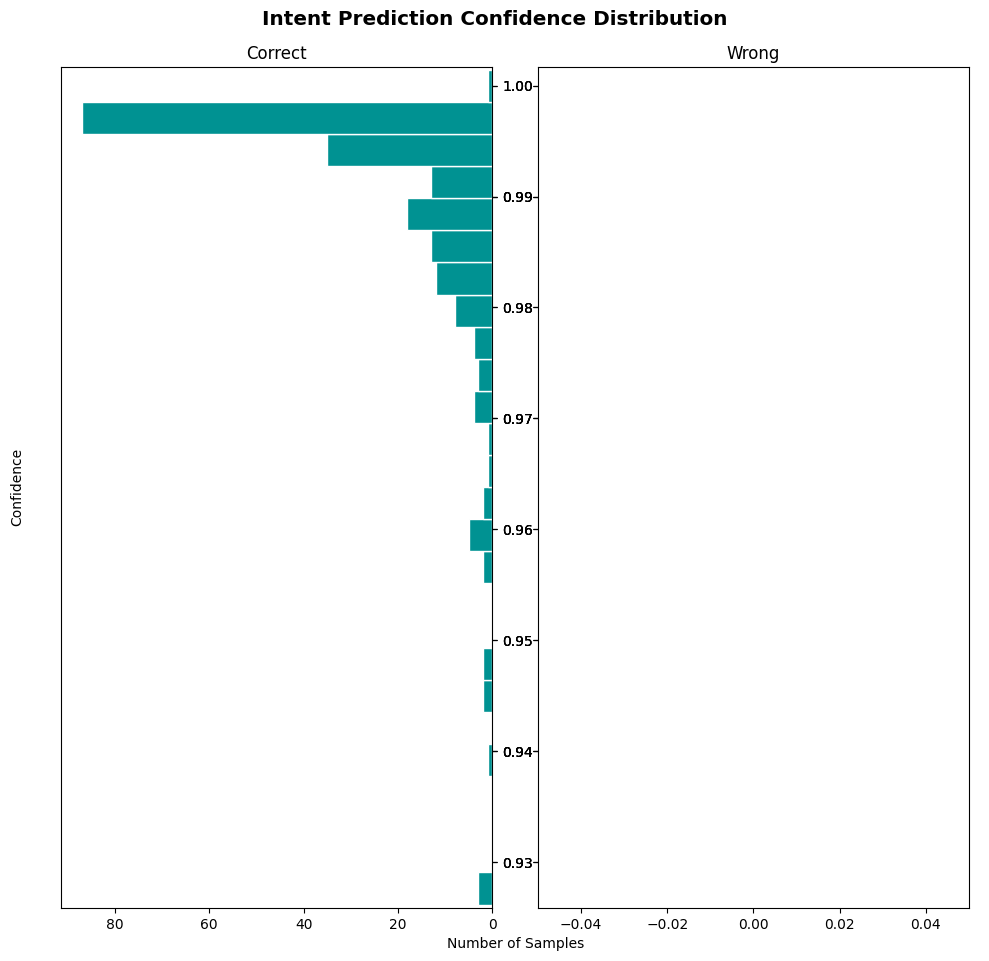 Intent Prediction Confidence Distribution
Correct
Wrong
1.00
0.99
0.98
0.97
0.96
0.95
0.94
0.93
Confidence
80 60 40 20 0
−0.04 −0.02 0.00 0.02 0.04
Number of Samples